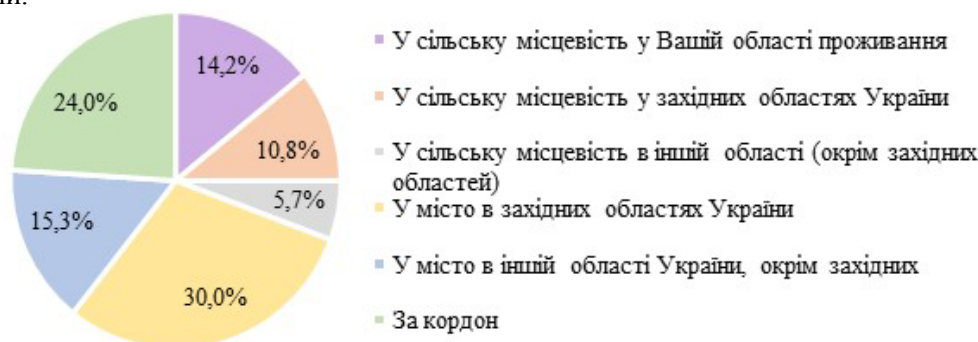 14,2%
10,8%
5,7%
30,0%
15,3%
24,0%
У сільську місцевість у Вашій області проживання
У сільську місцевість у західних областях України
У сільську місцевість в іншій області (окрім західних
областей)
У місто в західних областях України
У місто в іншій області України, окрім західних
За кордон